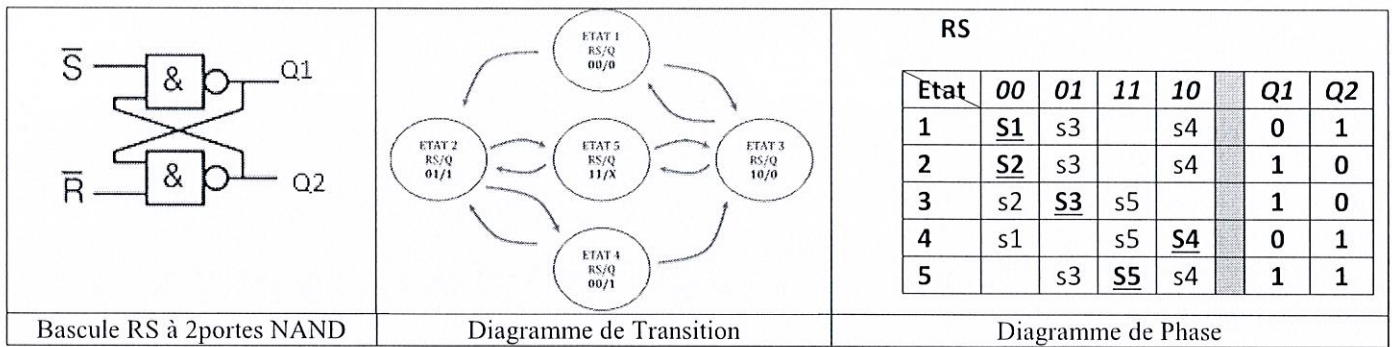 S̅
&
Q1
&
Q2
R̅
Bascule RS à 2portes NAND
ETAT 1
RS/Q
00/0
ETAT 2
RS/Q
01/1
ETAT 5
RS/Q
11/X
ETAT 3
RS/Q
10/0
ETAT 4
RS/Q
00/1
Diagramme de Transition
RS
Etat 00 01 11 10 Q1 Q2
1 S1 s3 s4 0 1
2 S2 s3 s4 1 0
3 s2 S3 s5 1 0
4 s1 s5 S4 0 1
5 s3 S5 s4 1 1
Diagramme de Phase